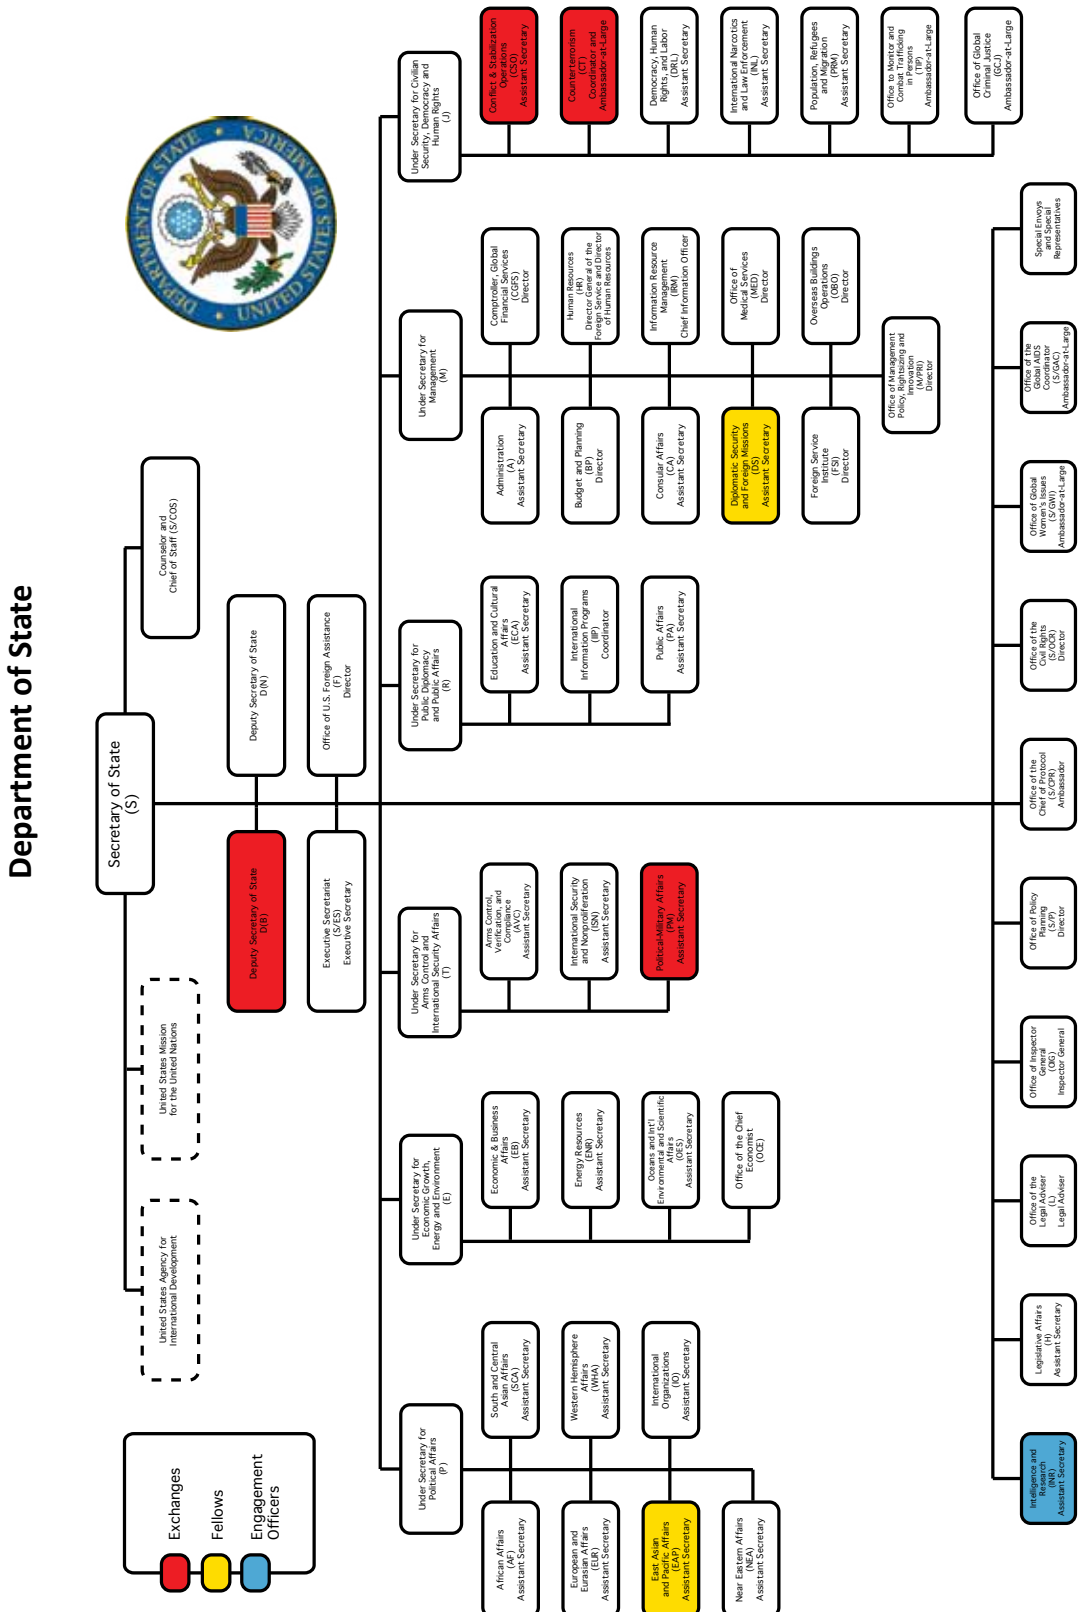 Department of State
DEPARTMENT OF STATE
UNITED STATES OF AMERICA
Exchanges
Fellows
Engagement
Officers
Secretary of State
(S)
United States Agency for
International Development
United States Mission
for the United Nations
Counselor and
Chief of Staff (S/COS)
Deputy Secretary of State
D(B)
Deputy Secretary of State
D(N)
Executive Secretariat
(S/ES)
Executive Secretary
Office of U.S. Foreign Assistance
(F)
Director
Under Secretary for
Political Affairs
(P)
African Affairs
(AF)
Assistant Secretary
South and Central
Asian Affairs
(SCA)
Assistant Secretary
European and
Eurasian Affairs
(EUR)
Assistant Secretary
Western Hemisphere
Affairs
(WHA)
Assistant Secretary
East Asian
and Pacific Affairs
(EAP)
Assistant Secretary
International
Organizations
(IO)
Assistant Secretary
Near Eastern Affairs
(NEA)
Assistant Secretary
Under Secretary for
Economic Growth,
Energy and Environment
(E)
Economic & Business
Affairs
(EB)
Assistant Secretary
Energy Resources
(ENR)
Assistant Secretary
Oceans and Int'l
Environmental and Scientific
Affairs
(OES)
Assistant Secretary
Office of the Chief
Economist
(OCE)
Under Secretary for
Arms Control and
International Security Affairs
(T)
Arms Control,
Verification, and
Compliance
(AVC)
Assistant Secretary
International Security
and Nonproliferation
(ISN)
Assistant Secretary
Political-Military Affairs
(PM)
Assistant Secretary
Under Secretary for
Public Diplomacy
and Public Affairs
(R)
Education and Cultural
Affairs
(ECA)
Assistant Secretary
International
Information Programs
(IIP)
Coordinator
Public Affairs
(PA)
Assistant Secretary
Under Secretary for
Management
(M)
Administration
(A)
Assistant Secretary
Comptroller, Global
Financial Services
(CGFS)
Director
Budget and Planning
(BP)
Director
Human Resources
(HR)
Director General of the
Foreign Service and Director
of Human Resources
Consular Affairs
(CA)
Assistant Secretary
Information Resource
Management
(IRM)
Chief Information Officer
Diplomatic Security
and Foreign Missions
(DS)
Assistant Secretary
Office of
Medical Services
(MED)
Director
Foreign Service
Institute
(FSI)
Director
Overseas Buildings
Operations
(OBO)
Director
Office of Management
Policy, Rightsizing and
Innovation
(M/PRI)
Director
Under Secretary for Civilian
Security, Democracy and
Human Rights
(J)
Conflict & Stabilization
Operations
(CSO)
Assistant Secretary
Counterterrorism
(CT)
Coordinator and
Ambassador-at-Large
Democracy, Human
Rights, and Labor
(DRL)
Assistant Secretary
International Narcotics
and Law Enforcement
(INL)
Assistant Secretary
Population, Refugees
and Migration
(PRM)
Assistant Secretary
Office to Monitor and
Combat Trafficking
in Persons
(TIP)
Ambassador-at-Large
Office of Global
Criminal Justice
(GCJ)
Ambassador-at-Large
Intelligence and
Research
(INR)
Assistant Secretary
Legislative Affairs
(H)
Assistant Secretary
Office of the
Legal Adviser
(L)
Legal Adviser
Office of Inspector
General
(OIG)
Inspector General
Office of Policy
Planning
(S/P)
Director
Office of the
Chief of Protocol
(S/CPR)
Ambassador
Office of the
Civil Rights
(S/OCR)
Director
Office of Global
Women's Issues
(S/GWI)
Ambassador-at-Large
Office of the
Global AIDS
Coordinator
(S/GAC)
Ambassador-at-Large
Special Envoys
and Special
Representatives